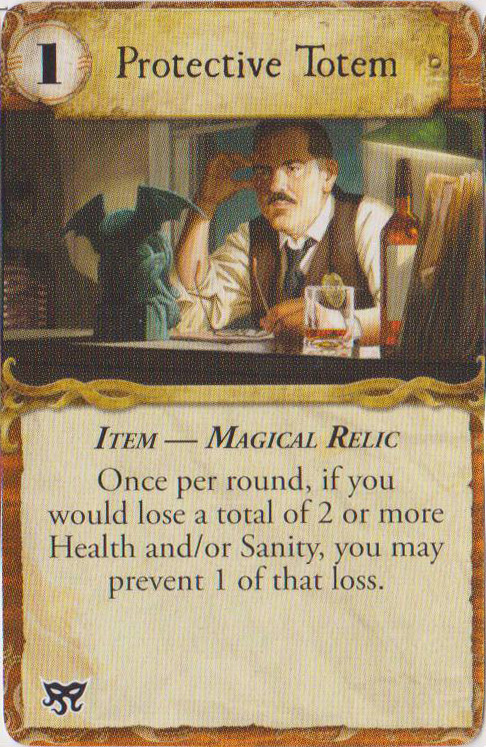 1
Protective Totem
Item — Magical Relic
Once per round, if you
would lose a total of 2 or more
Health and/or Sanity, you may
prevent 1 of that loss.